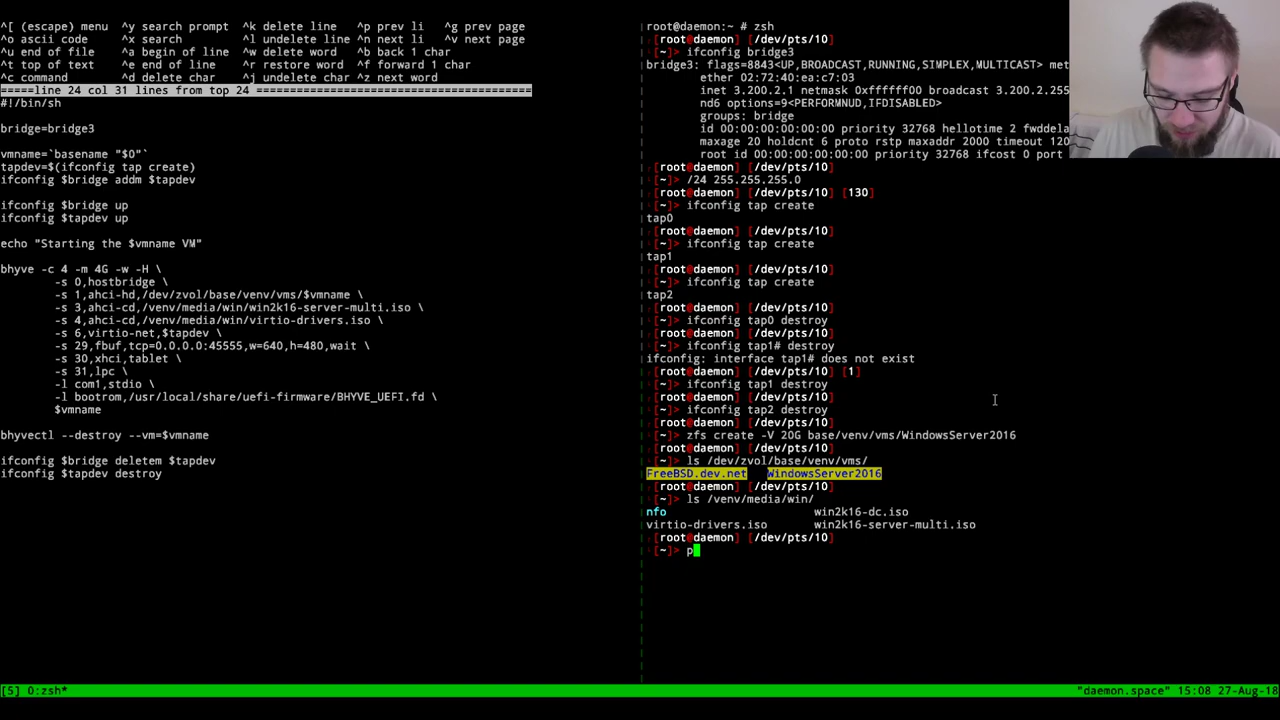 ^[ (escape) menu  ^y search prompt  ^k delete line   ^p prev li   ^g prev page
^o ascii code     ^x search         ^l undelete line ^n next li   ^v next page
^u end of file    ^a begin of line  ^w delete word   ^b back 1 char
^t top of text    ^e end of line    ^r restore word  ^f forward 1 char
^c command        ^d delete char    ^j undelete char ^z next word
=====line 24 col 31 lines from top 24 ==========================================
#!/bin/sh
bridge=bridge3
vmname=`basename "$0"`
tapdev=$(ifconfig tap create)
ifconfig $bridge addm $tapdev
ifconfig $bridge up
ifconfig $tapdev up
echo "Starting the $vmname VM"
bhyve -c 4 -m 4G -w -H \
-s 0,hostbridge \
-s 1,ahci-hd,/dev/zvol/base/venv/vms/$vmname \
-s 3,ahci-cd,/venv/media/win/win2k16-server-multi.iso \
-s 4,ahci-cd,/venv/media/win/virtio-drivers.iso \
-s 6,virtio-net,$tapdev \
-s 29,fbuf,tcp=0.0.0.0:45555,w=640,h=480,wait \
-s 30,xhci,tablet \
-s 31,lpc \
-l com1,stdio \
-l bootrom,/usr/local/share/uefi-firmware/BHYVE_UEFI.fd \
$vmname
bhyvectl --destroy --vm=$vmname
ifconfig $bridge deletem $tapdev
ifconfig $tapdev destroy
root@daemon:~ # zsh
[root@daemon] [/dev/pts/10]
[~]> ifconfig bridge3
bridge3: flags=8843<UP,BROADCAST,RUNNING,SIMPLEX,MULTICAST> met
ether 02:72:40:ea:c7:03
inet 3.200.2.1 netmask 0xffffff00 broadcast 3.200.2.255
nd6 options=9<PERFORMNUD,IFDISABLED>
groups: bridge
id 00:00:00:00:00:00 priority 32768 hellotime 2 fwddela
maxage 20 holdcnt 6 proto rstp maxaddr 2000 timeout 120
root id 00:00:00:00:00:00 priority 32768 ifcost 0 port
[root@daemon] [/dev/pts/10]
[~]> /24 255.255.255.0
[root@daemon] [/dev/pts/10] [130]
[~]> ifconfig tap create
tap0
[root@daemon] [/dev/pts/10]
[~]> ifconfig tap create
tap1
[root@daemon] [/dev/pts/10]
[~]> ifconfig tap create
tap2
[root@daemon] [/dev/pts/10]
[~]> ifconfig tap0 destroy
[root@daemon] [/dev/pts/10]
[~]> ifconfig tap1# destroy
ifconfig: interface tap1# does not exist
[root@daemon] [/dev/pts/10] [1]
[~]> ifconfig tap1 destroy
[root@daemon] [/dev/pts/10]
[~]> ifconfig tap2 destroy
[root@daemon] [/dev/pts/10]
[~]> zfs create -V 20G base/venv/vms/WindowsServer2016
[root@daemon] [/dev/pts/10]
[~]> ls /dev/zvol/base/venv/vms/
FreeBSD.dev.net   WindowsServer2016
[root@daemon] [/dev/pts/10]
[~]> ls /venv/media/win/
nfo                     win2k16-dc.iso
virtio-drivers.iso      win2k16-server-multi.iso
[root@daemon] [/dev/pts/10]
[~]> p
[5] 0:zsh*                    "daemon.space" 15:08 27-Aug-18